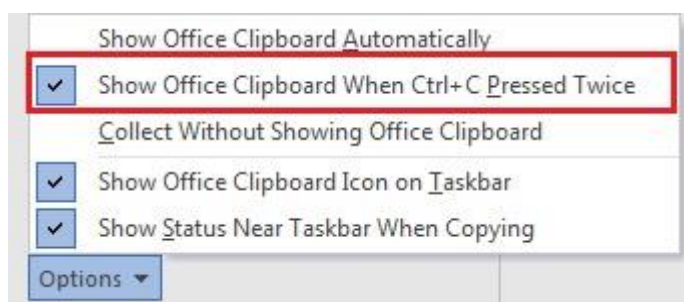 Show Office Clipboard Automatically
Show Office Clipboard When Ctrl+C Pressed Twice
Collect Without Showing Office Clipboard
Show Office Clipboard Icon on Taskbar
Show Status Near Taskbar When Copying
Options